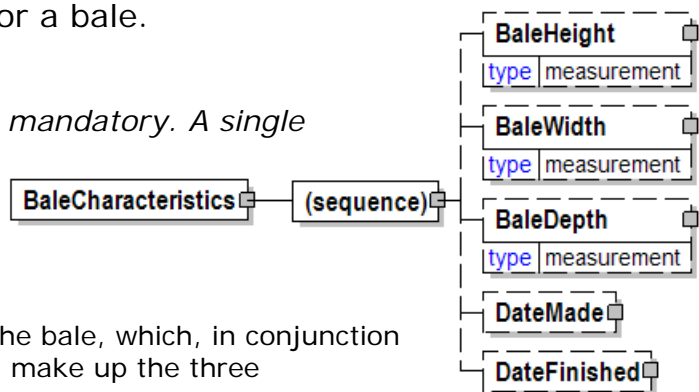 or a bale.
mandatory. A single
BaleCharacteristics
(sequence)
BaleHeight
type measurement
BaleWidth
type measurement
BaleDepth
type measurement
DateMade
DateFinished
he bale, which, in conjunction
make up the three